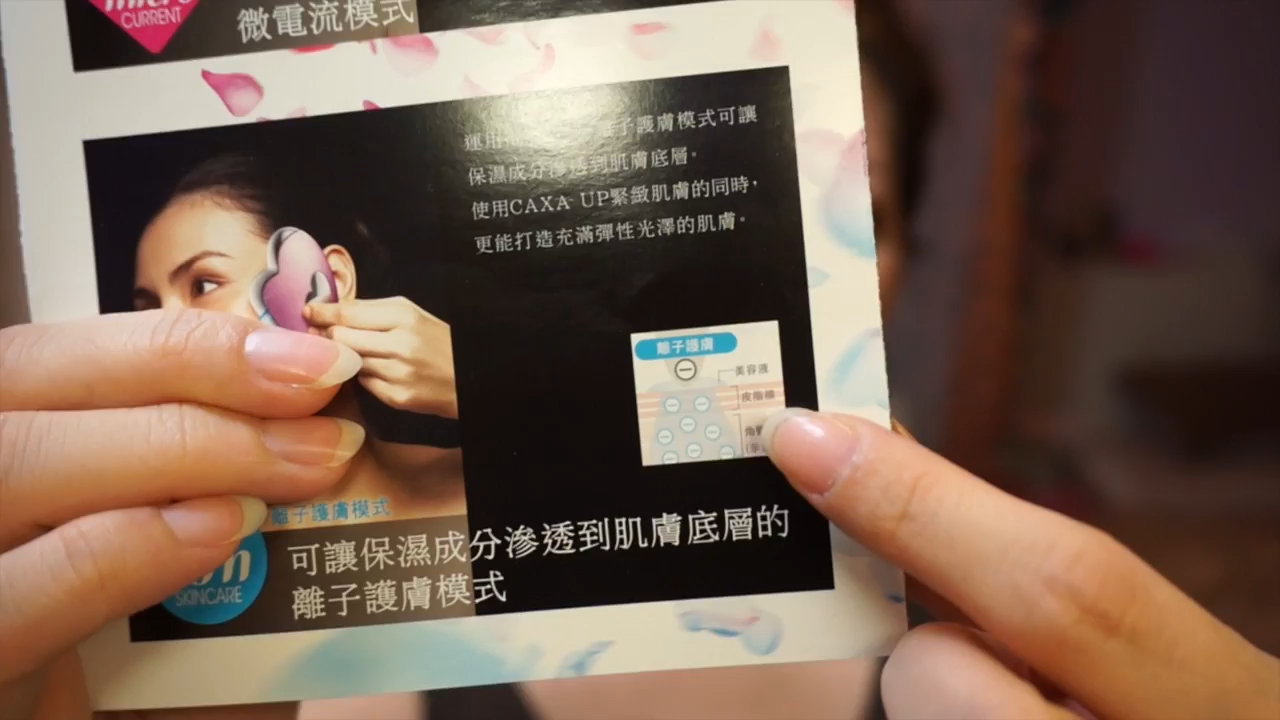 micro
CURRENT
微電流模式
運用 離子護膚模式可讓
保濕成分滲透到肌膚底層。
使用CAXA UP緊緻肌膚的同時，
更能打造充滿彈性光澤的肌膚。
離子護膚
美容液
皮脂膜
離子護膚模式
SKINCARE
可讓保濕成分滲透到肌膚底層的
離子護膚模式